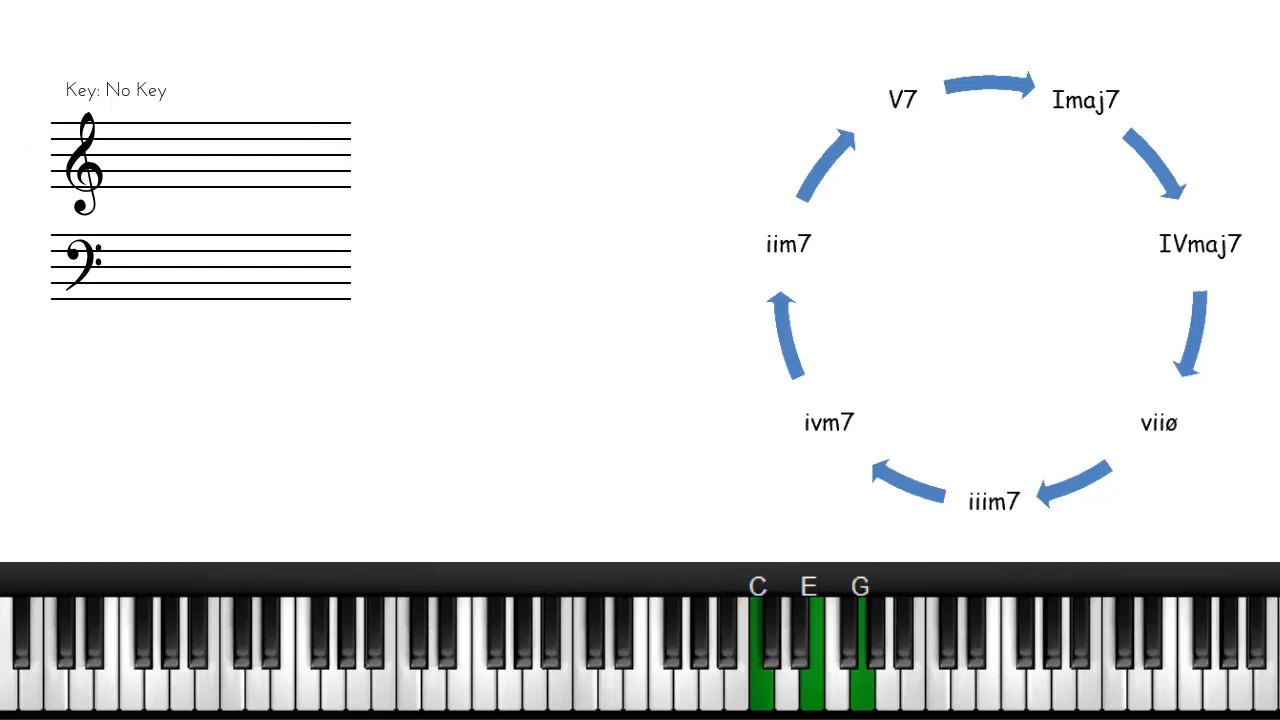 Key: No Key
V7
Imaj7
iim7
IVmaj7
ivm7
viiø
iiim7
C E G